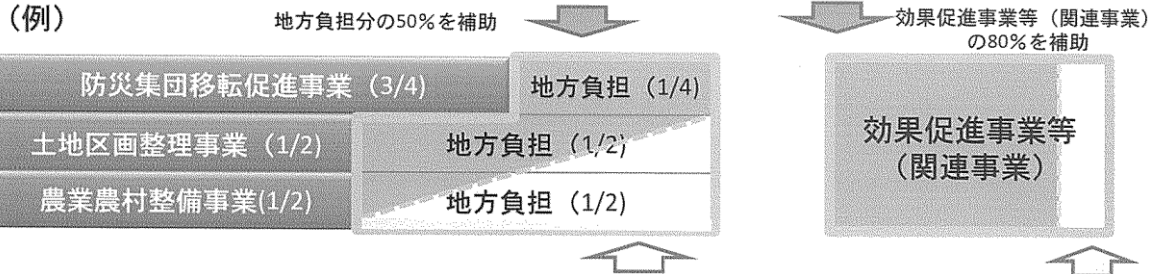 （例）
地方負担分の50％を補助
効果促進事業等（関連事業）
の80％を補助
防災集団移転促進事業（3/4）
地方負担（1/4）
土地区画整理事業（1/2）
地方負担（1/2）
農業農村整備事業(1/2)
地方負担（1/2）
効果促進事業等
（関連事業）